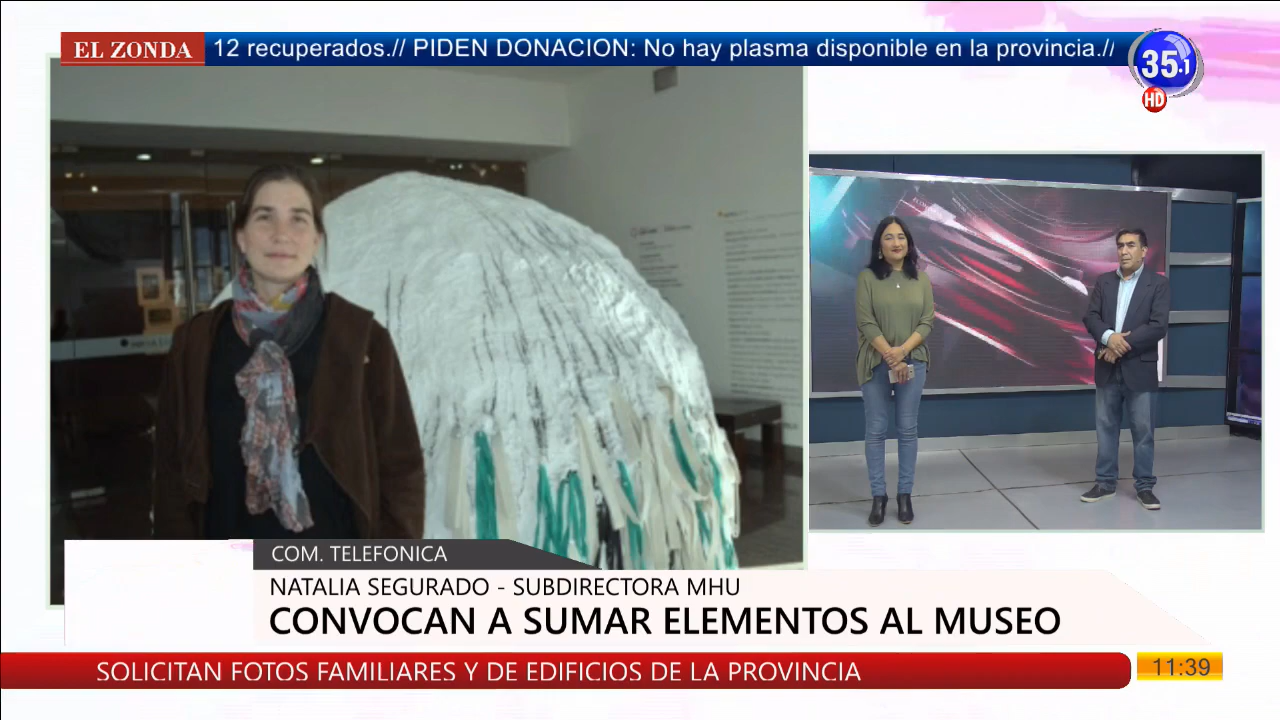 EL ZONDA
12 recuperados.// PIDEN DONACION: No hay plasma disponible en la provincia.//
35.1
HD
COM. TELEFONICA
NATALIA SEGURADO - SUBDIRECTORA MHU
CONVOCAN A SUMAR ELEMENTOS AL MUSEO
SOLICITAN FOTOS FAMILIARES Y DE EDIFICIOS DE LA PROVINCIA
11:39